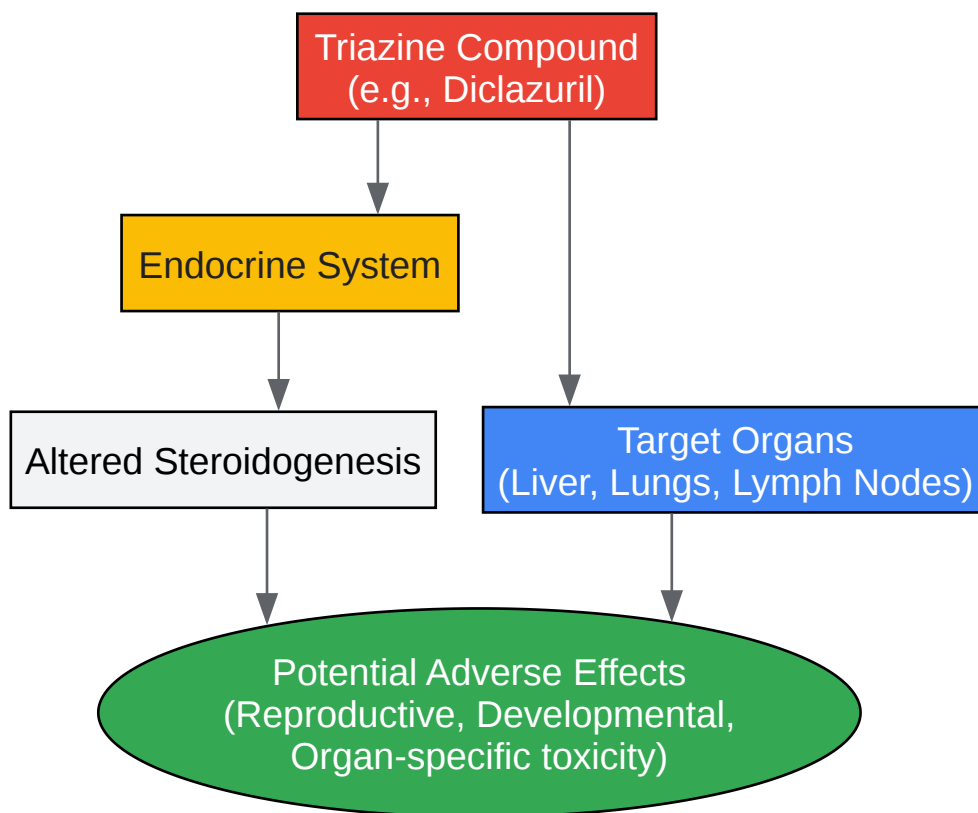 Triazine Compound
(e.g., Diclazuril)
Endocrine System
Altered Steroidogenesis
Target Organs
(Liver, Lungs, Lymph Nodes)
Potential Adverse Effects
(Reproductive, Developmental,
Organ-specific toxicity)